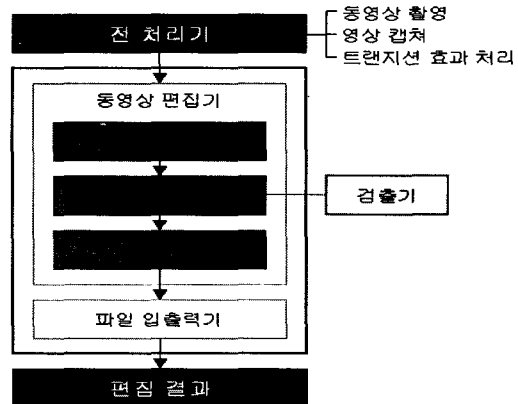 전 처리기
동영상 촬영
영상 캡쳐
트랜지션 효과 처리
동영상 편집기
검출기
파일 입출력기
편집 결과